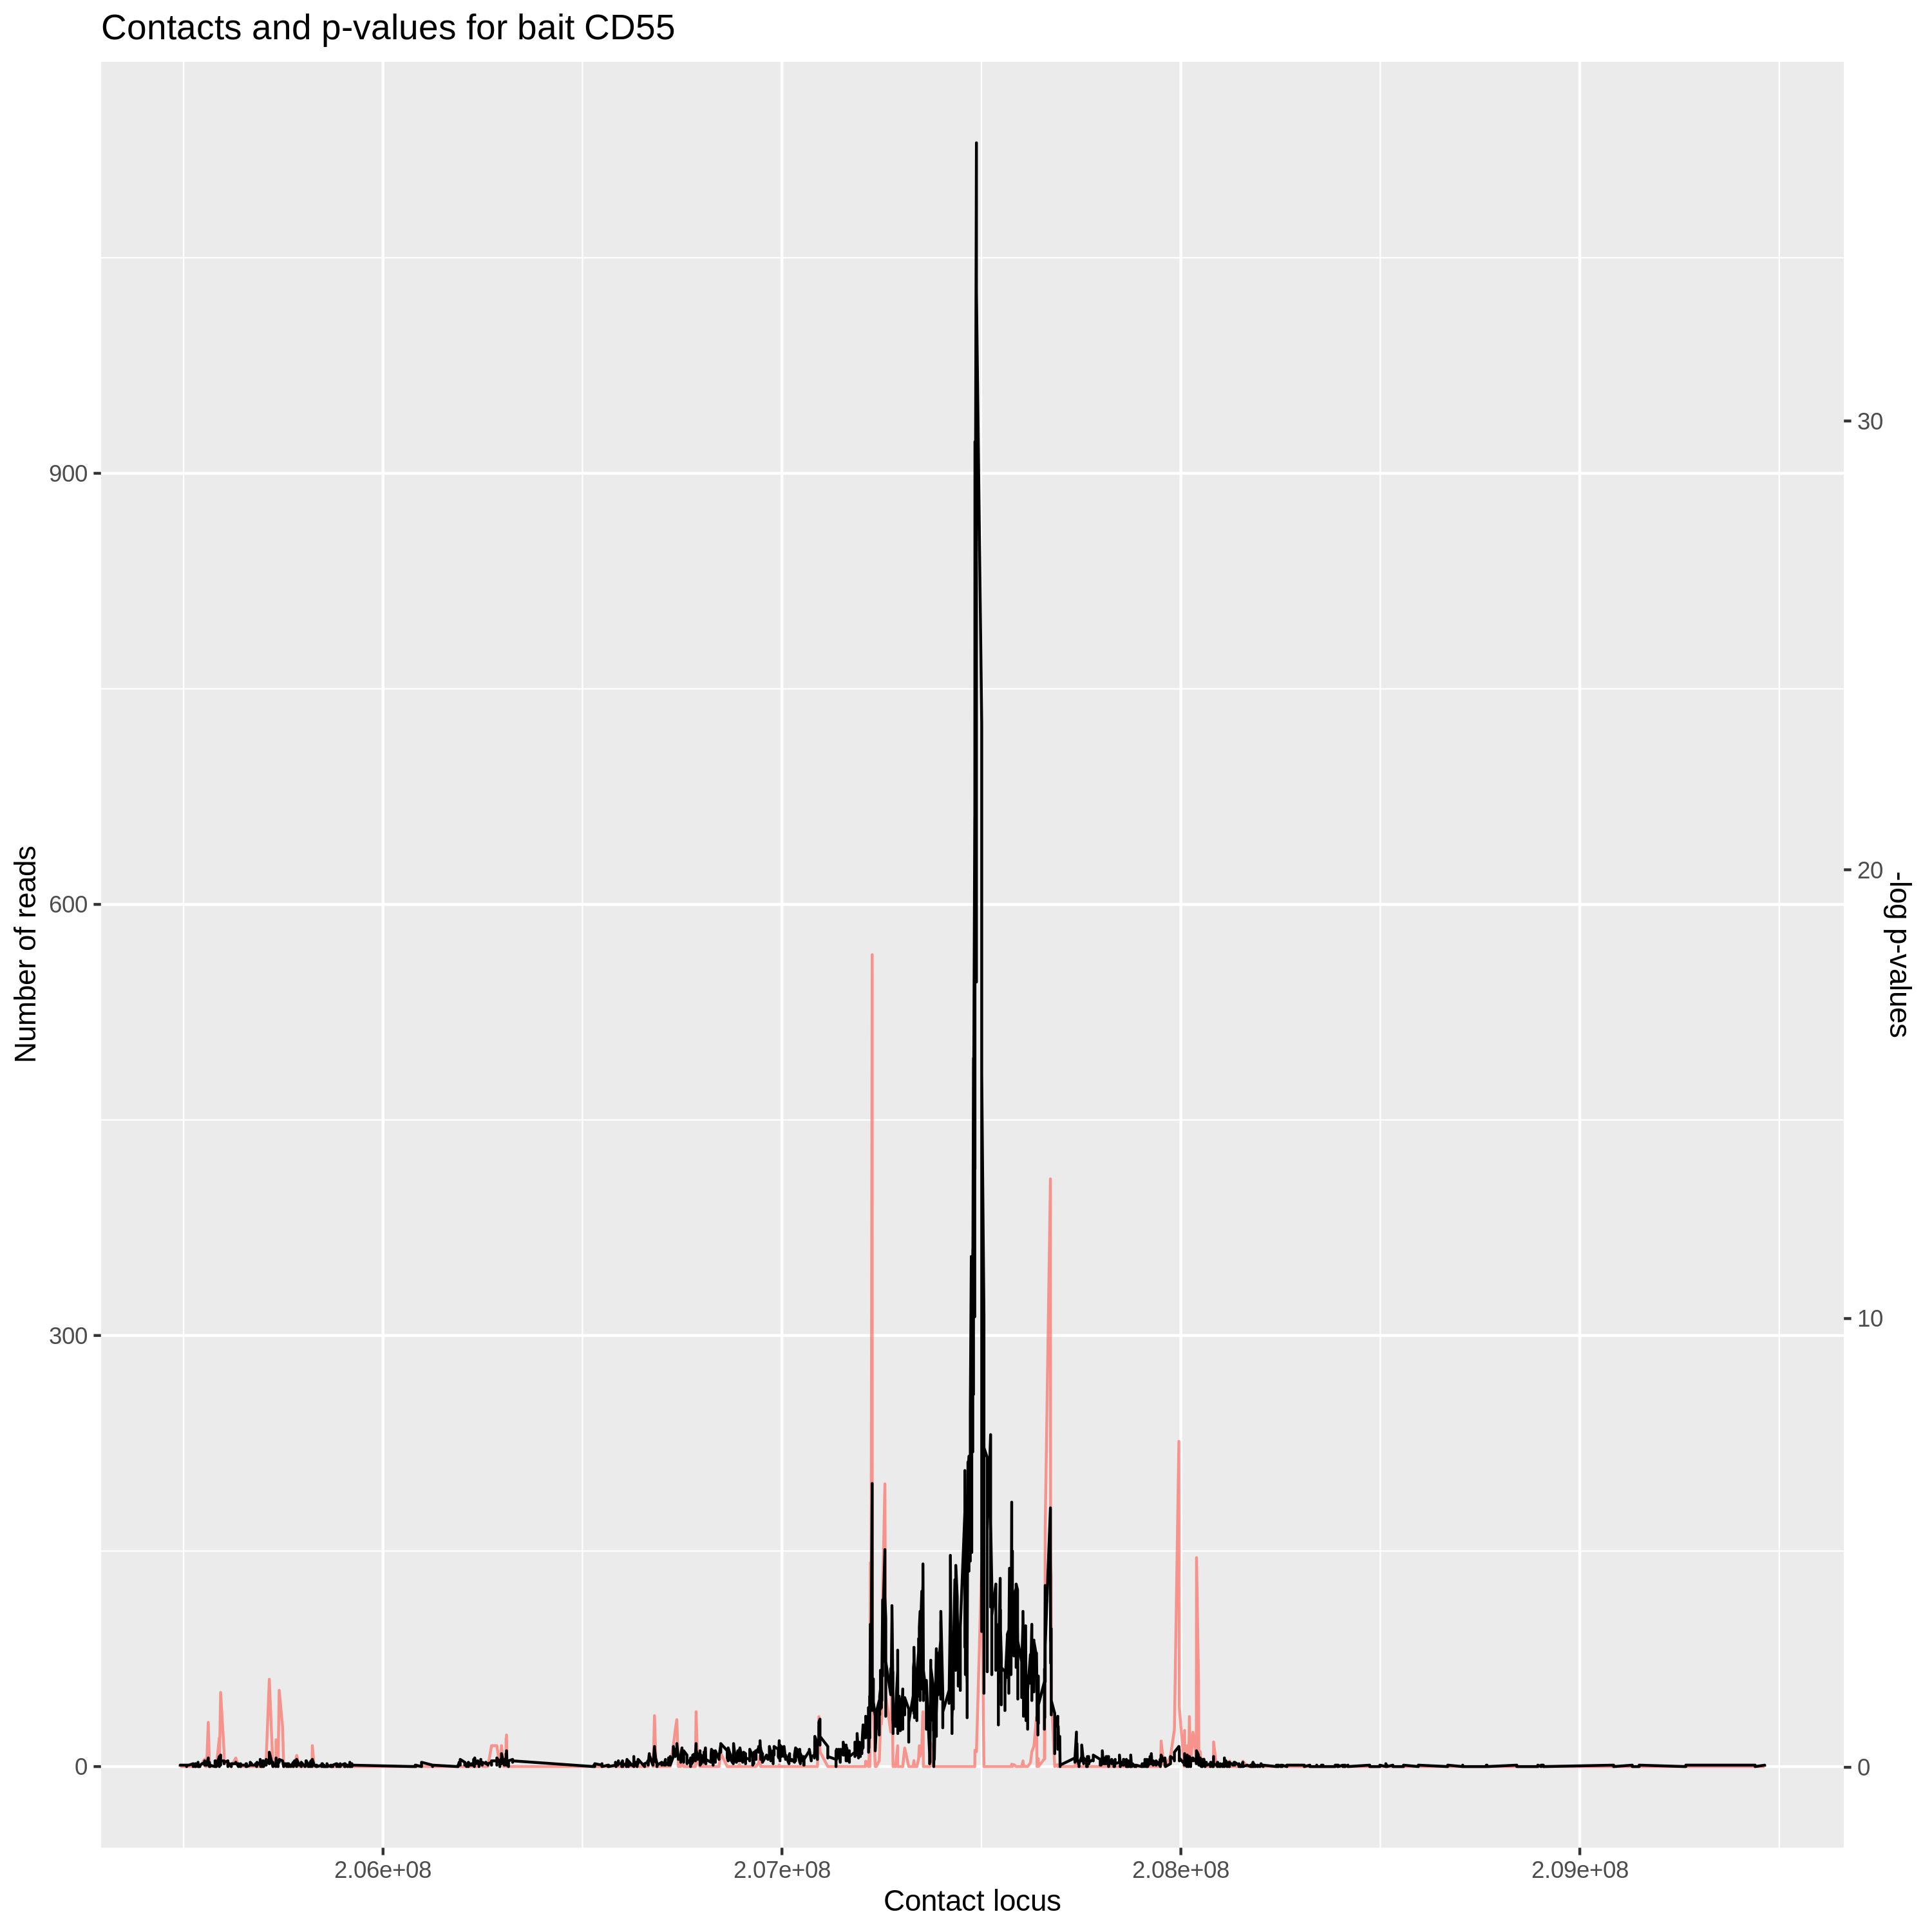 Contacts and p-values for bait CD55
Number of reads
900
600
300
0
30
20
10
0
-log p-values
2.06e+08
2.07e+08
2.08e+08
2.09e+08
Contact locus